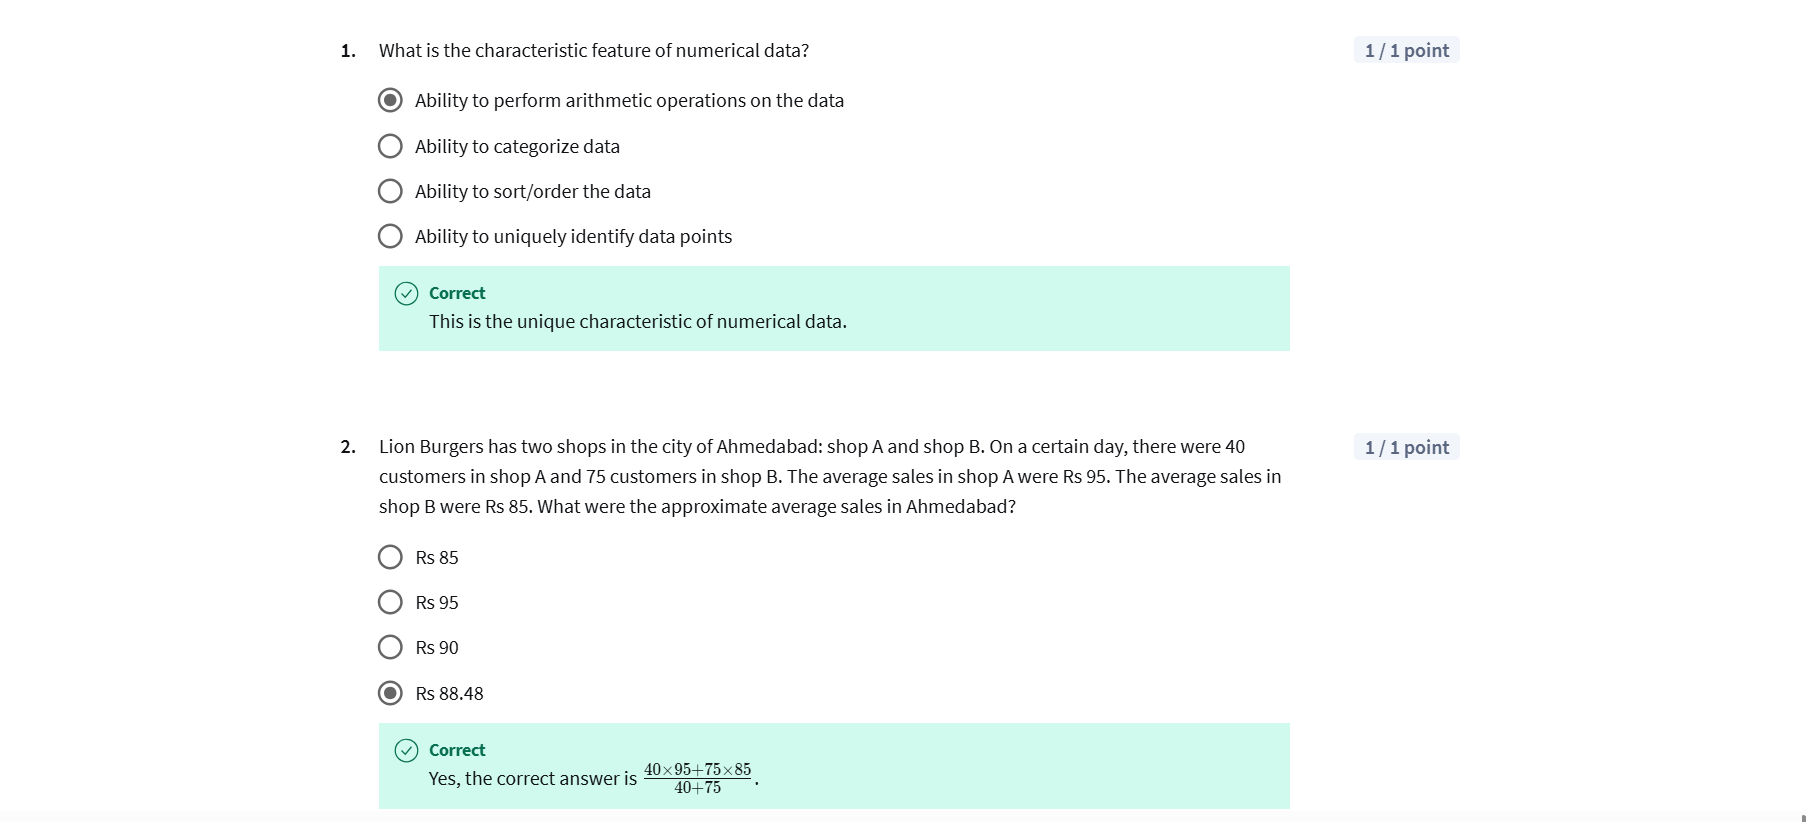 1. What is the characteristic feature of numerical data?
1 / 1 point
Ability to perform arithmetic operations on the data
Ability to categorize data
Ability to sort/order the data
Ability to uniquely identify data points
Correct
This is the unique characteristic of numerical data.
2. Lion Burgers has two shops in the city of Ahmedabad: shop A and shop B. On a certain day, there were 40
1 / 1 point
customers in shop A and 75 customers in shop B. The average sales in shop A were Rs 95. The average sales in
shop B were Rs 85. What were the approximate average sales in Ahmedabad?
Rs 85
Rs 95
Rs 90
Rs 88.48
Correct
Yes, the correct answer is \frac{40×95+75×85}{40+75}.